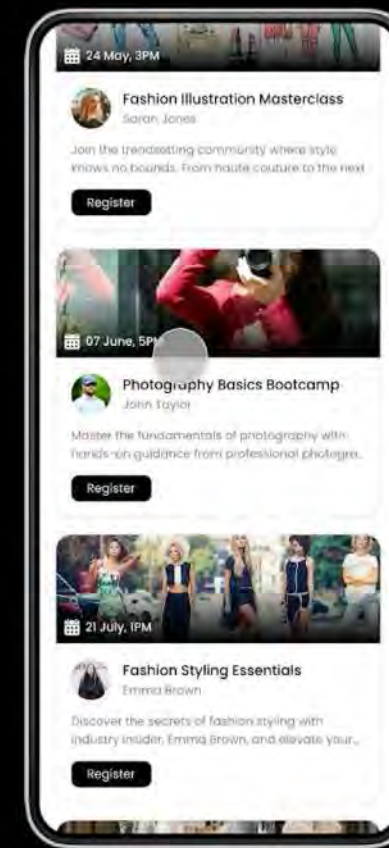 24 May, 3PM
Fashion Illustration Masterclass
Sarah Jones
Join the trendsetting community where style
knows no bounds. From haute couture to the next
Register
07 June, 5PM
Photography Basics Bootcamp
John Taylor
Master the fundamentals of photography with
hands-on guidance from professional photogra...
Register
21 July, 1PM
Fashion Styling Essentials
Emma Brown
Discover the secrets of fashion styling with
industry insider, Emma Brown, and elevate your...
Register